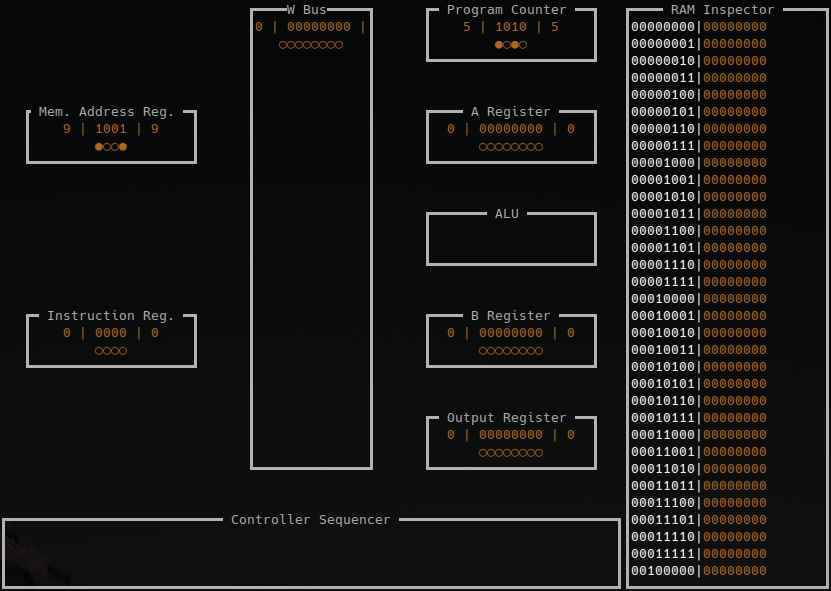 W Bus
0 | 00000000 |
○○○○○○○○
Mem. Address Reg.
9 | 1001 | 9
●○○●
Instruction Reg.
0 | 0000 | 0
○○○○
Program Counter
5 | 1010 | 5
●○●○
A Register
0 | 00000000 | 0
○○○○○○○○
ALU
B Register
0 | 00000000 | 0
○○○○○○○○
Output Register
0 | 00000000 | 0
○○○○○○○○
Controller Sequencer
RAM Inspector
00000000|00000000
00000001|00000000
00000010|00000000
00000011|00000000
00000100|00000000
00000101|00000000
00000110|00000000
00000111|00000000
00001000|00000000
00001001|00000000
00001010|00000000
00001011|00000000
00001100|00000000
00001101|00000000
00001110|00000000
00001111|00000000
00010000|00000000
00010001|00000000
00010010|00000000
00010011|00000000
00010100|00000000
00010101|00000000
00010110|00000000
00010111|00000000
00011000|00000000
00011001|00000000
00011010|00000000
00011011|00000000
00011100|00000000
00011101|00000000
00011110|00000000
00011111|00000000
00100000|00000000